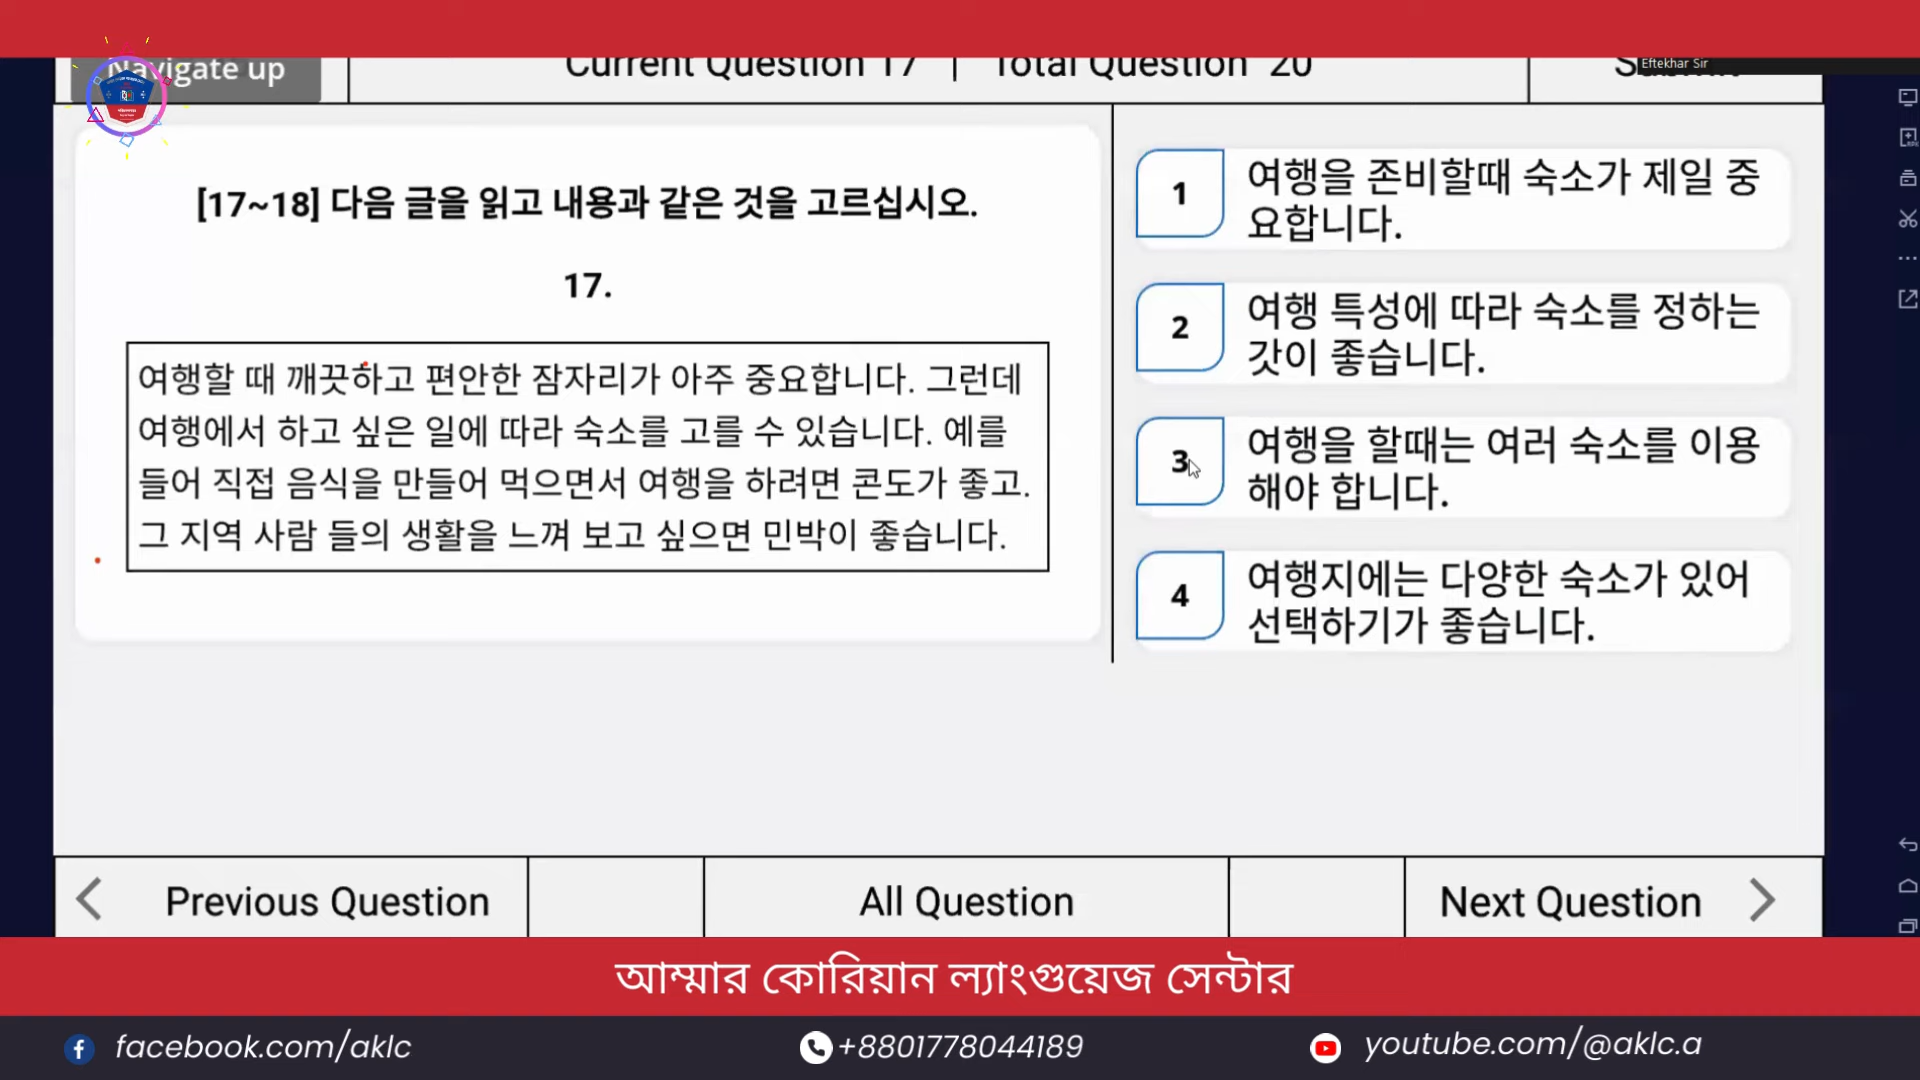 Navigate up
Current Question 17 | Total Question 20
Submit
Eftekhar Sir
[17~18] 다음 글을 읽고 내용과 같은 것을 고르십시오.
17.
여행할 때 깨끗하고 편안한 잠자리가 아주 중요합니다. 그런데
여행에서 하고 싶은 일에 따라 숙소를 고를 수 있습니다. 예를
들어 직접 음식을 만들어 먹으면서 여행을 하려면 콘도가 좋고.
그 지역 사람 들의 생활을 느껴 보고 싶으면 민박이 좋습니다.
1
여행을 존비할때 숙소가 제일 중
요합니다.
2
여행 특성에 따라 숙소를 정하는
갓이 좋습니다.
3
여행을 할때는 여러 숙소를 이용
해야 합니다.
4
여행지에는 다양한 숙소가 있어
선택하기가 좋습니다.
Previous Question
All Question
Next Question
আম্মার কোরিয়ান ল্যাংগুয়েজ সেন্টার
facebook.com/aklc
+8801778044189
youtube.com/@aklc.a